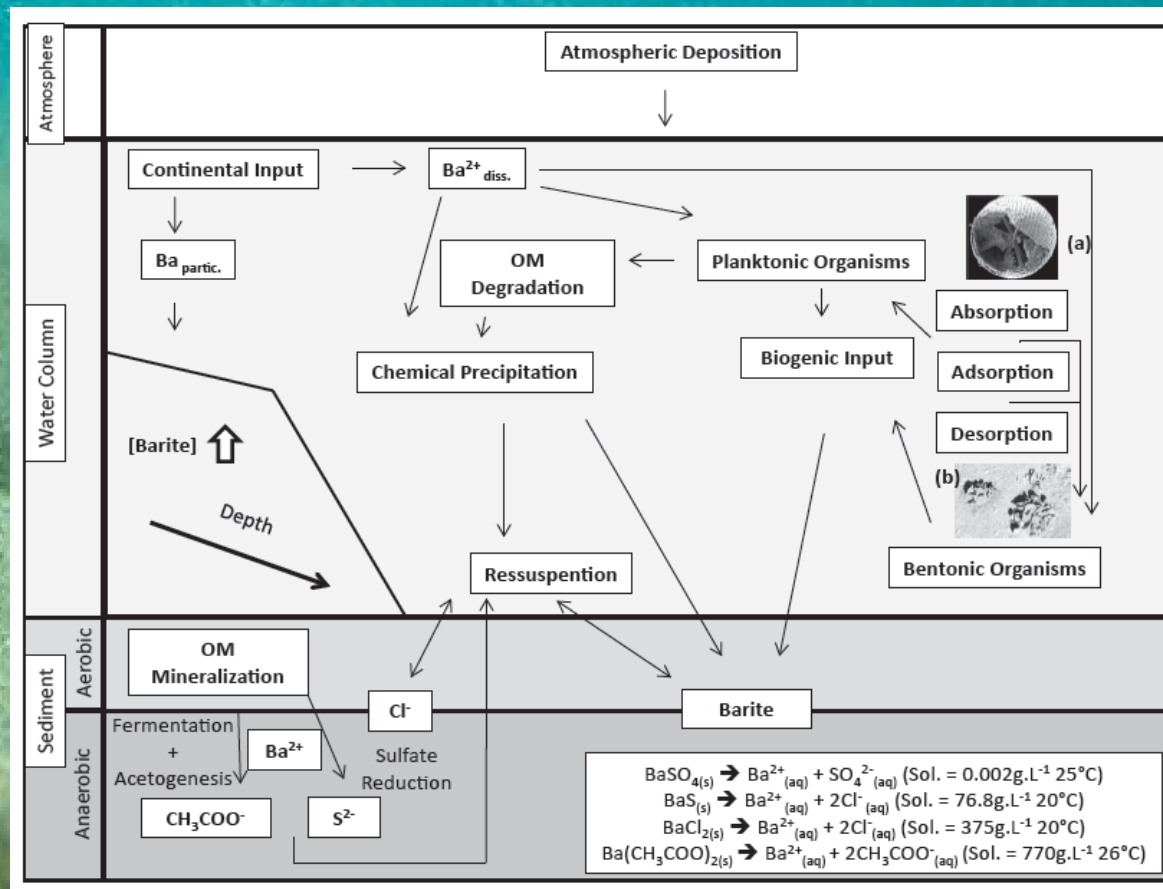 Atmosphere
Atmospheric Deposition
Water Column
Continental Input
Ba²⁺ diss.
Ba partic.
OM
Degradation
Planktonic Organisms
(a)
Absorption
Chemical Precipitation
Biogenic Input
Adsorption
Desorption
[Barite]
Depth
(b)
Ressuspention
Bentonic Organisms
Sediment
Aerobic
OM
Mineralization
Cl⁻
Barite
Anaerobic
Fermentation
+
Acetogenesis
Ba²⁺
Sulfate
Reduction
CH₃COO⁻
S²⁻
BaSO₄₍ₛ₎ ➔ Ba²⁺(aq) + SO₄²⁻(aq) (Sol. = 0.002g.L⁻¹ 25°C)
BaS₍ₛ₎ ➔ Ba²⁺(aq) + 2Cl⁻(aq) (Sol. = 76.8g.L⁻¹ 20°C)
BaCl₂₍ₛ₎ ➔ Ba²⁺(aq) + 2Cl⁻(aq) (Sol. = 375g.L⁻¹ 20°C)
Ba(CH₃COO)₂₍ₛ₎ ➔ Ba²⁺(aq) + 2CH₃COO⁻(aq) (Sol. = 770g.L⁻¹ 26°C)